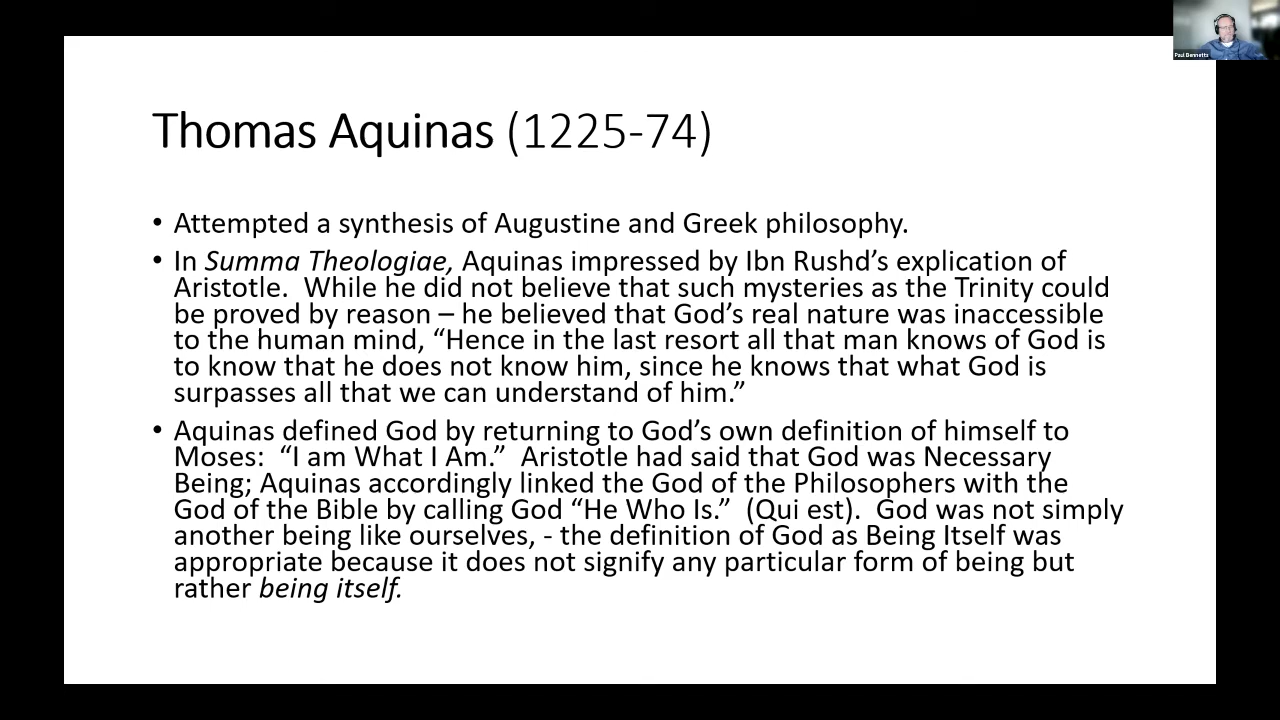 Paul Bennetts
Thomas Aquinas (1225-74)
• Attempted a synthesis of Augustine and Greek philosophy.
• In Summa Theologiae, Aquinas impressed by Ibn Rushd’s explication of
Aristotle.  While he did not believe that such mysteries as the Trinity could
be proved by reason – he believed that God’s real nature was inaccessible
to the human mind, “Hence in the last resort all that man knows of God is
to know that he does not know him, since he knows that what God is
surpasses all that we can understand of him.”
• Aquinas defined God by returning to God’s own definition of himself to
Moses:  “I am What I Am.”  Aristotle had said that God was Necessary
Being; Aquinas accordingly linked the God of the Philosophers with the
God of the Bible by calling God “He Who Is.”  (Qui est).  God was not simply
another being like ourselves, - the definition of God as Being Itself was
appropriate because it does not signify any particular form of being but
rather being itself.